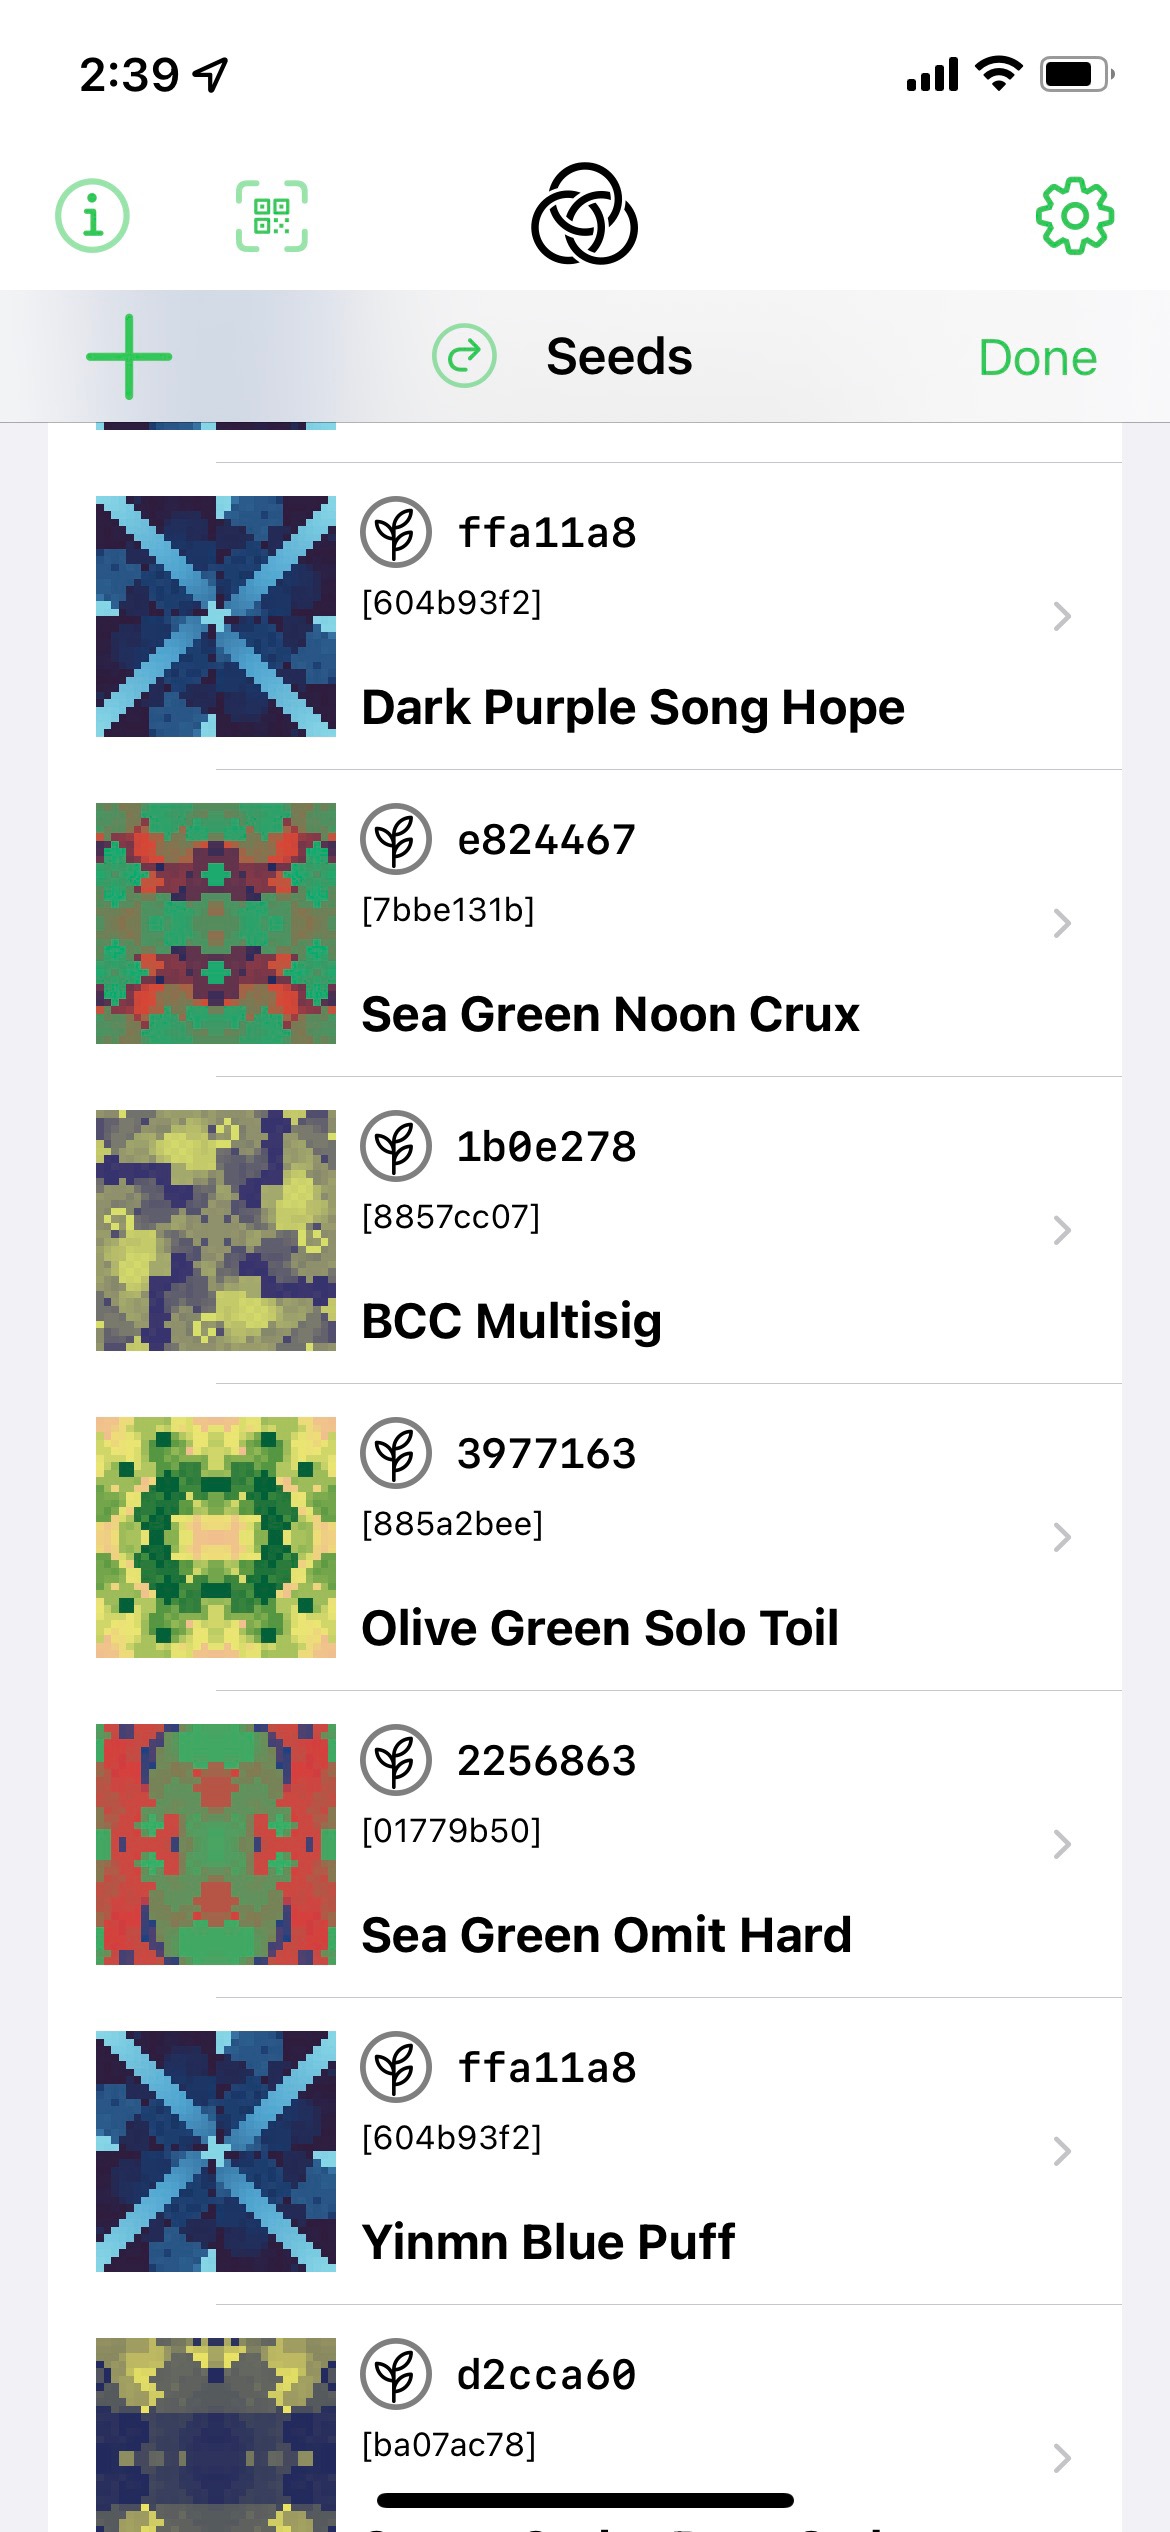 2:39
Seeds
Done
ffa11a8
[604b93f2]
Dark Purple Song Hope
e824467
[7bbe131b]
Sea Green Noon Crux
1b0e278
[8857cc07]
BCC Multisig
3977163
[885a2bee]
Olive Green Solo Toil
2256863
[01779b50]
Sea Green Omit Hard
ffa11a8
[604b93f2]
Yinmn Blue Puff
d2cca60
[ba07ac78]